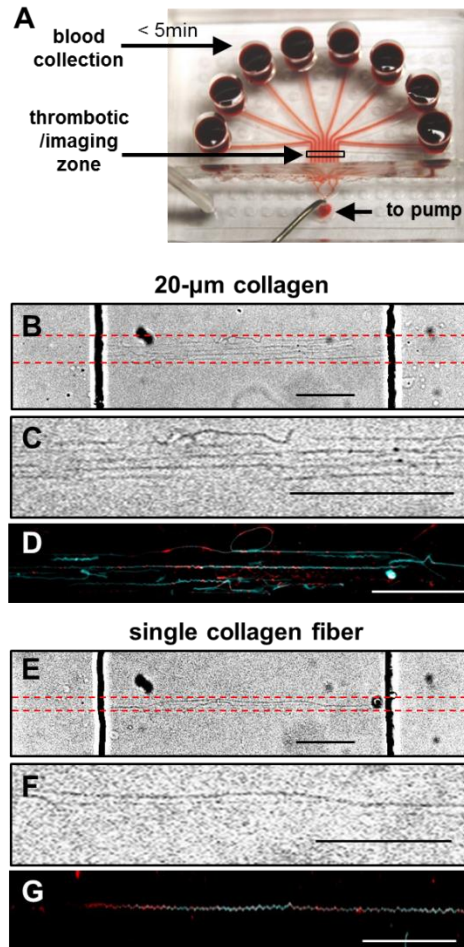 A
blood
collection
< 5min
thrombotic
/imaging
zone
to pump
20-µm collagen
B
C
D
single collagen fiber
E
F
G